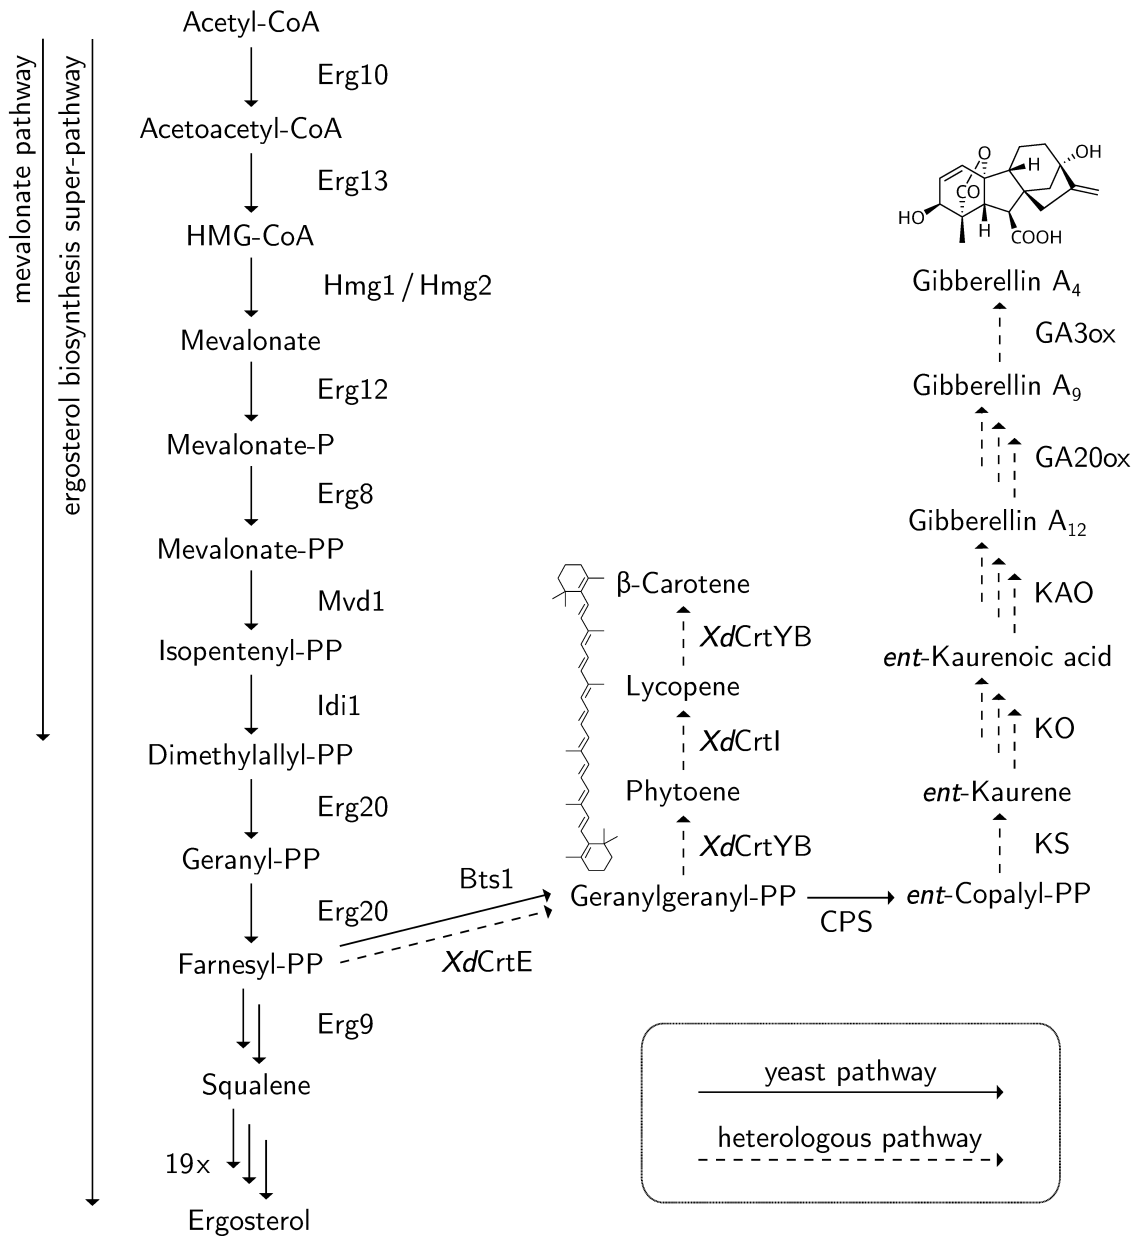 mevalonate pathway
ergosterol biosynthesis super-pathway
Acetyl-CoA
Erg10
Acetoacetyl-CoA
Erg13
HMG-CoA
Hmg1 / Hmg2
Mevalonate
Erg12
Mevalonate-P
Erg8
Mevalonate-PP
Mvd1
Isopentenyl-PP
Idi1
Dimethylallyl-PP
Erg20
Geranyl-PP
Erg20
Farnesyl-PP
Erg9
Squalene
19x
Ergosterol
Bts1
XdCrtE
β-Carotene
XdCrtYB
Lycopene
XdCrtI
Phytoene
XdCrtYB
Geranylgeranyl-PP
CPS
O
H
OH
CO
HO
H
COOH
Gibberellin A₄
GA3ox
Gibberellin A₉
GA20ox
Gibberellin A₁₂
KAO
ent-Kaurenoic acid
KO
ent-Kaurene
KS
ent-Copalyl-PP
yeast pathway
heterologous pathway